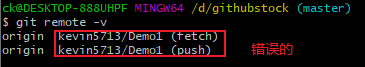 ck@DESKTOP-888UHPF MINGW64 /d/githubstock (master)
$ git remote -v
origin  kevin5713/Demo1 (fetch)
origin  kevin5713/Demo1 (push) 错误的